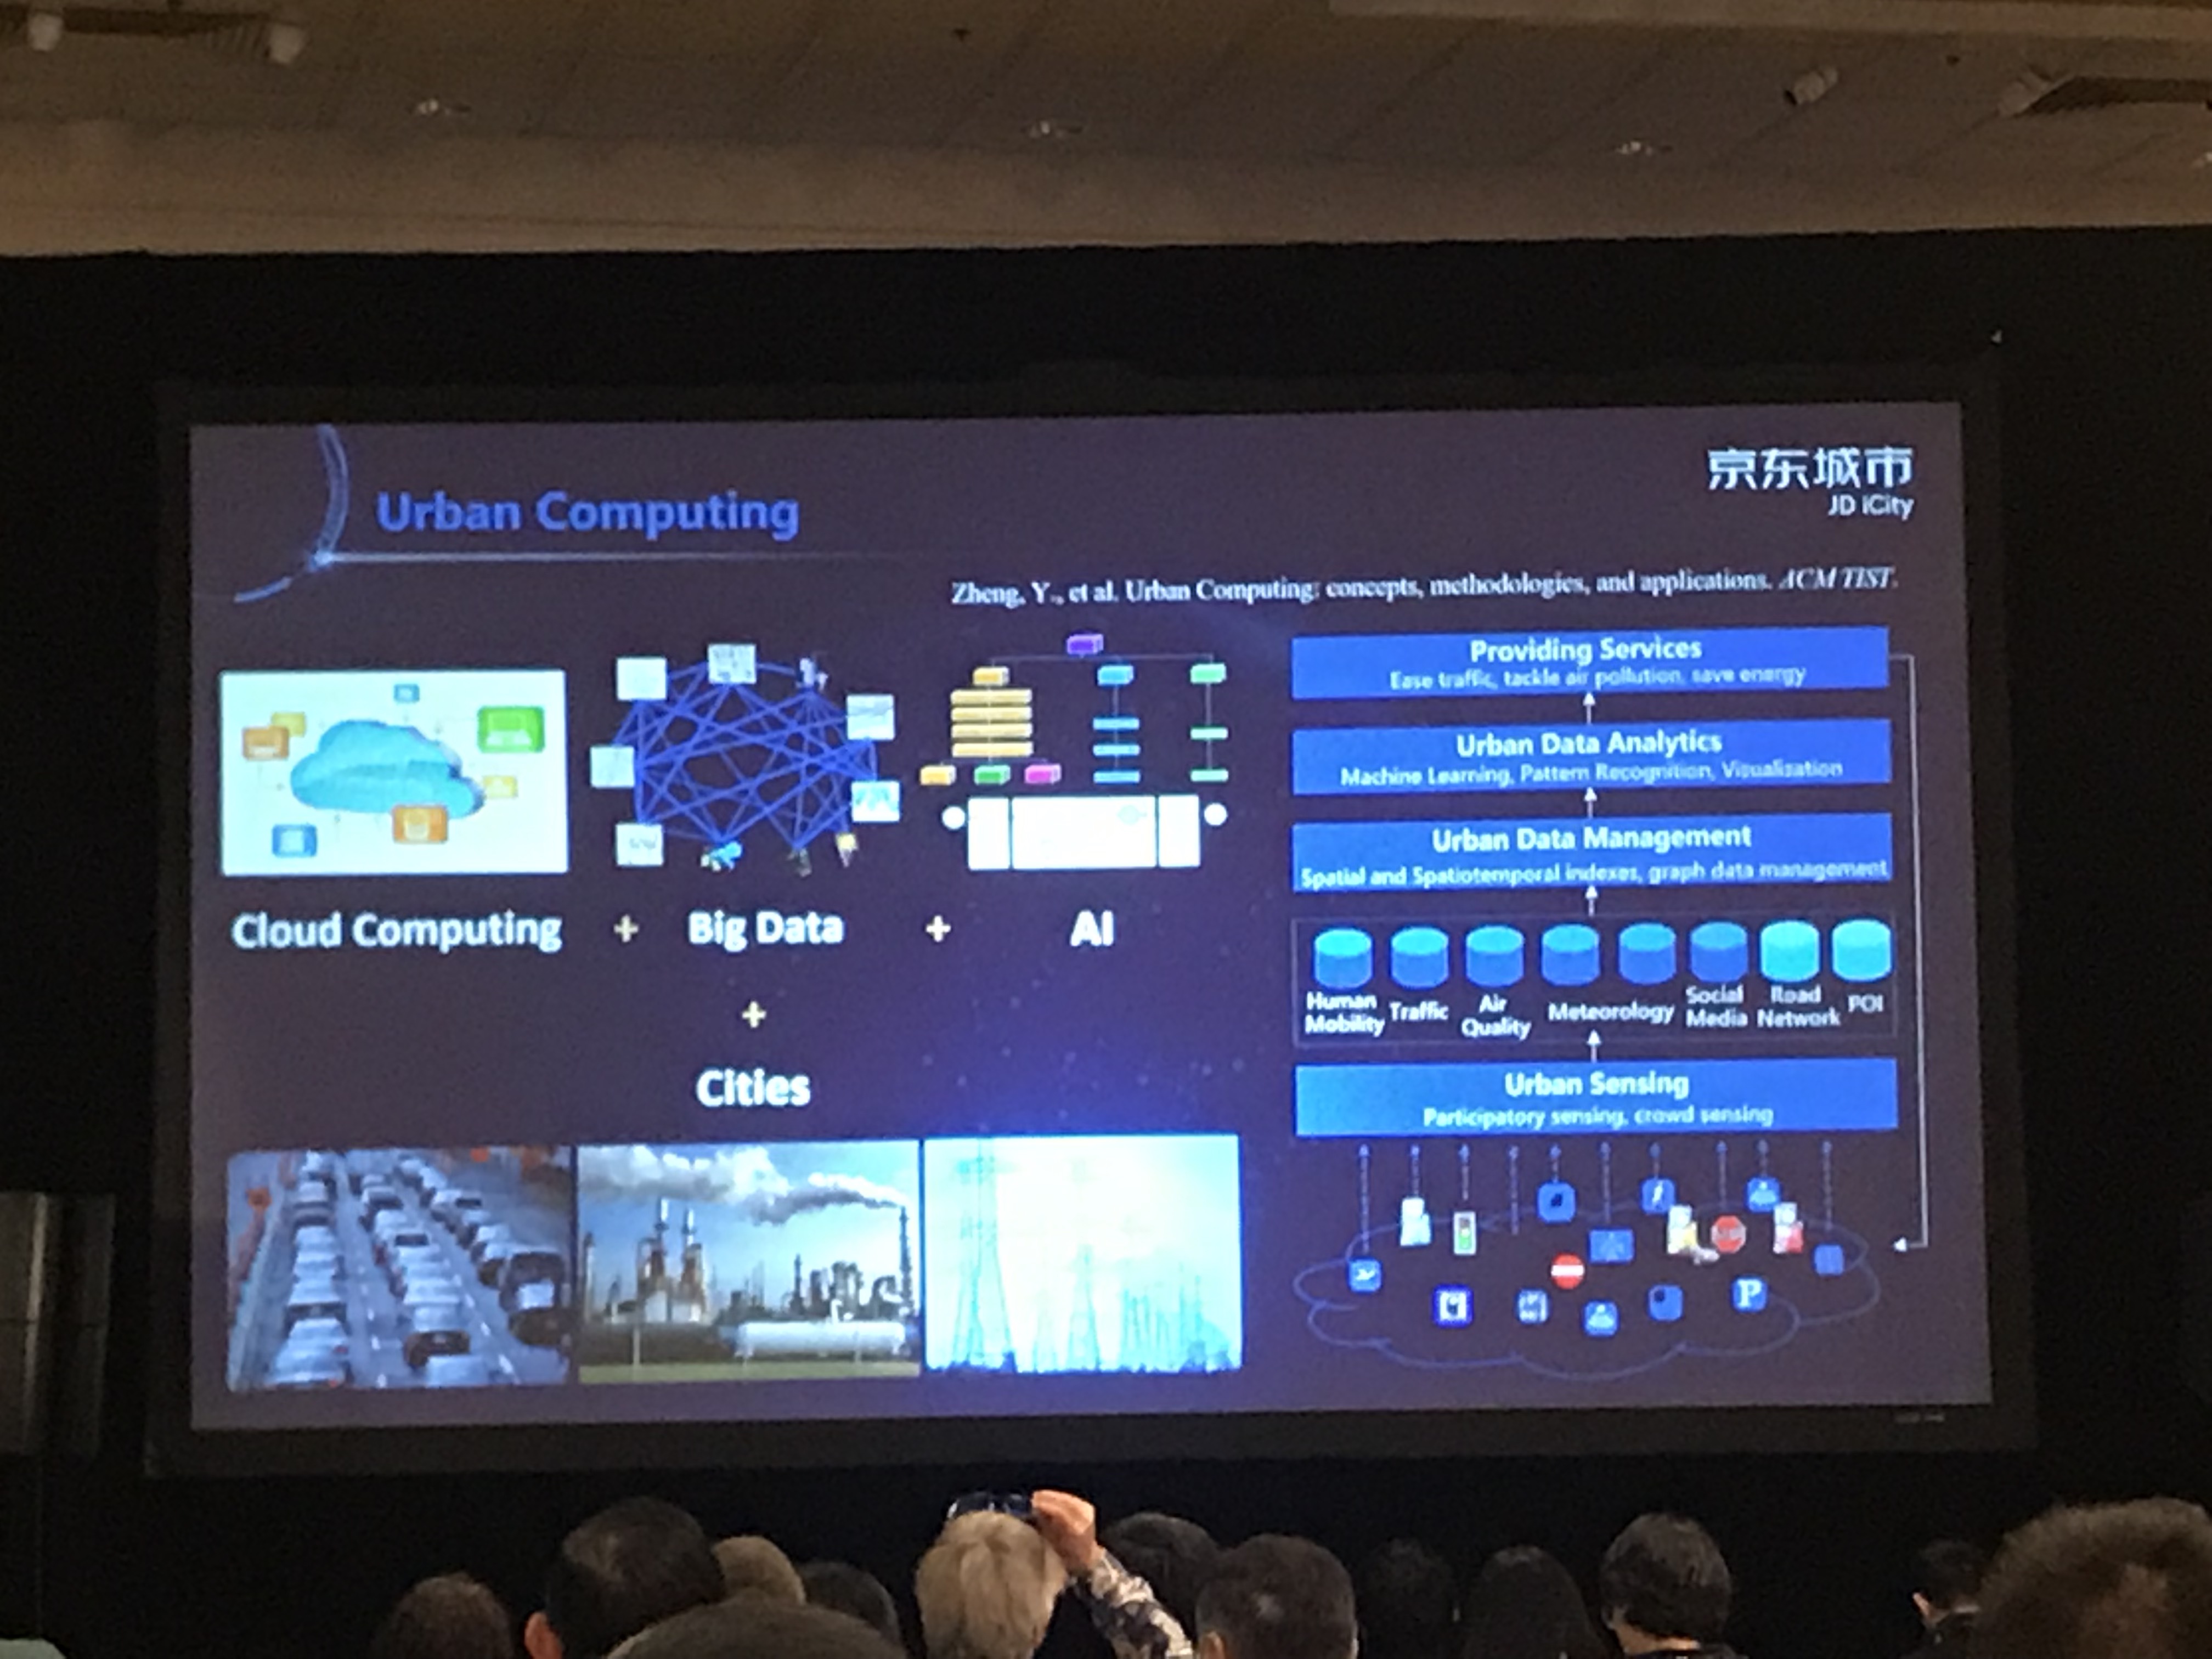 京东城市
JD iCity
Urban Computing
Zheng, Y., et al. Urban Computing: concepts, methodologies, and applications. ACM TIST.
Cloud Computing + Big Data + AI
+
Cities
Providing Services
Ease traffic, tackle air pollution, save energy
Urban Data Analytics
Machine Learning, Pattern Recognition, Visualization
Urban Data Management
Spatial and Spatiotemporal indexes, graph data management
Human Mobility
Traffic
Air Quality
Meteorology
Social Media
Road Network
POI
Urban Sensing
Participatory sensing, crowd sensing
P